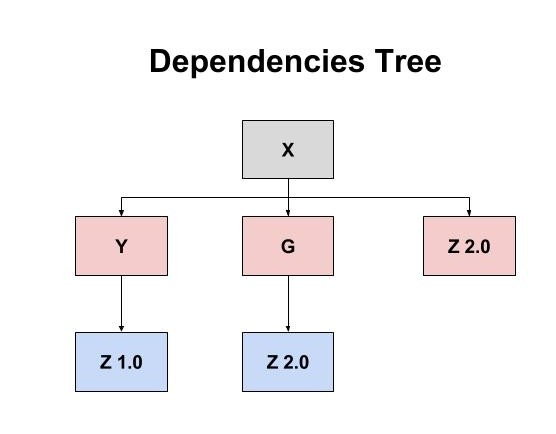 Dependencies Tree
X
Y
G
Z 2.0
Z 1.0
Z 2.0